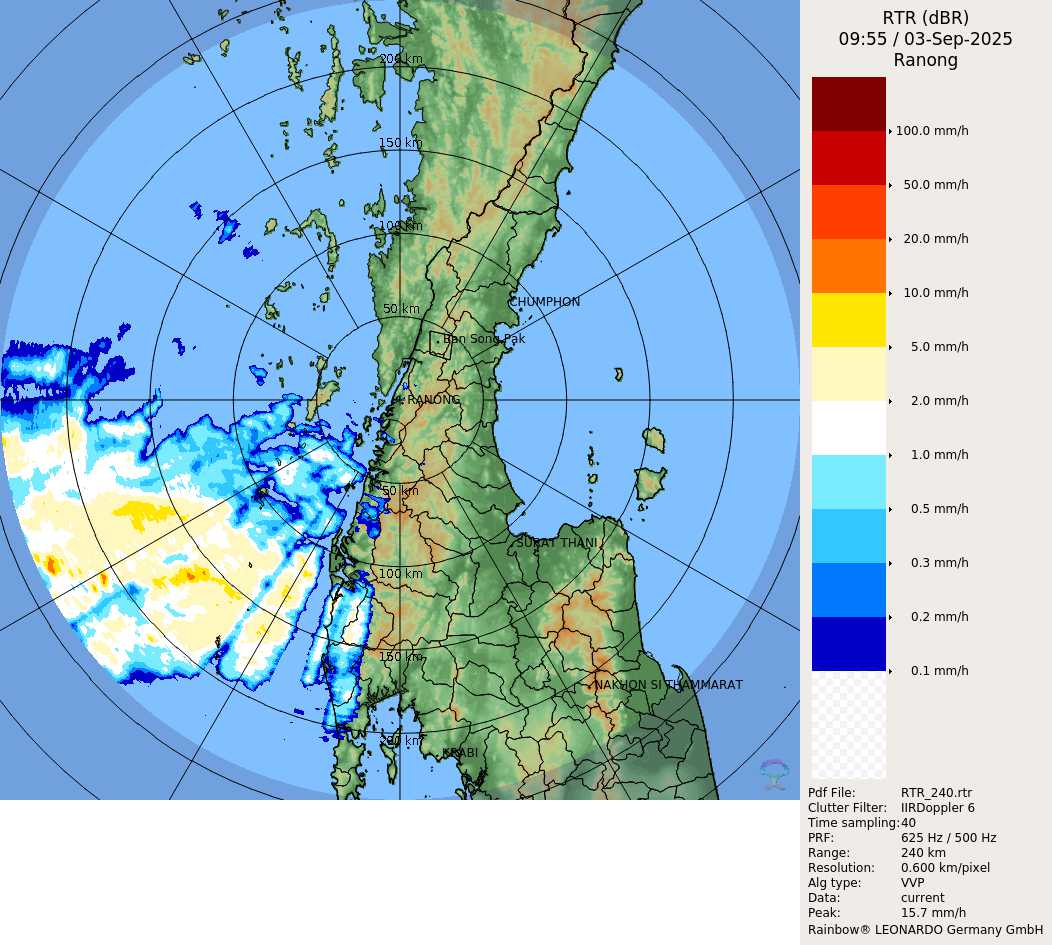 RTR (dBR)
09:55 / 03-Sep-2025
Ranong
100.0 mm/h
50.0 mm/h
20.0 mm/h
10.0 mm/h
5.0 mm/h
2.0 mm/h
1.0 mm/h
0.5 mm/h
0.3 mm/h
0.2 mm/h
0.1 mm/h
200 km
150 km
100 km
CHUMPHON
50 km
Ban Song Pak
RANONG
50 km
SURAT THANI
100 km
150 km
NAKHON SI THAMMARAT
200 km
KRABI
Pdf File: RTR_240.rtr
Clutter Filter: IIRDoppler 6
Time sampling: 40
PRF: 625 Hz / 500 Hz
Range: 240 km
Resolution: 0.600 km/pixel
Alg type: VVP
Data: current
Peak: 15.7 mm/h
Rainbow® LEONARDO Germany GmbH